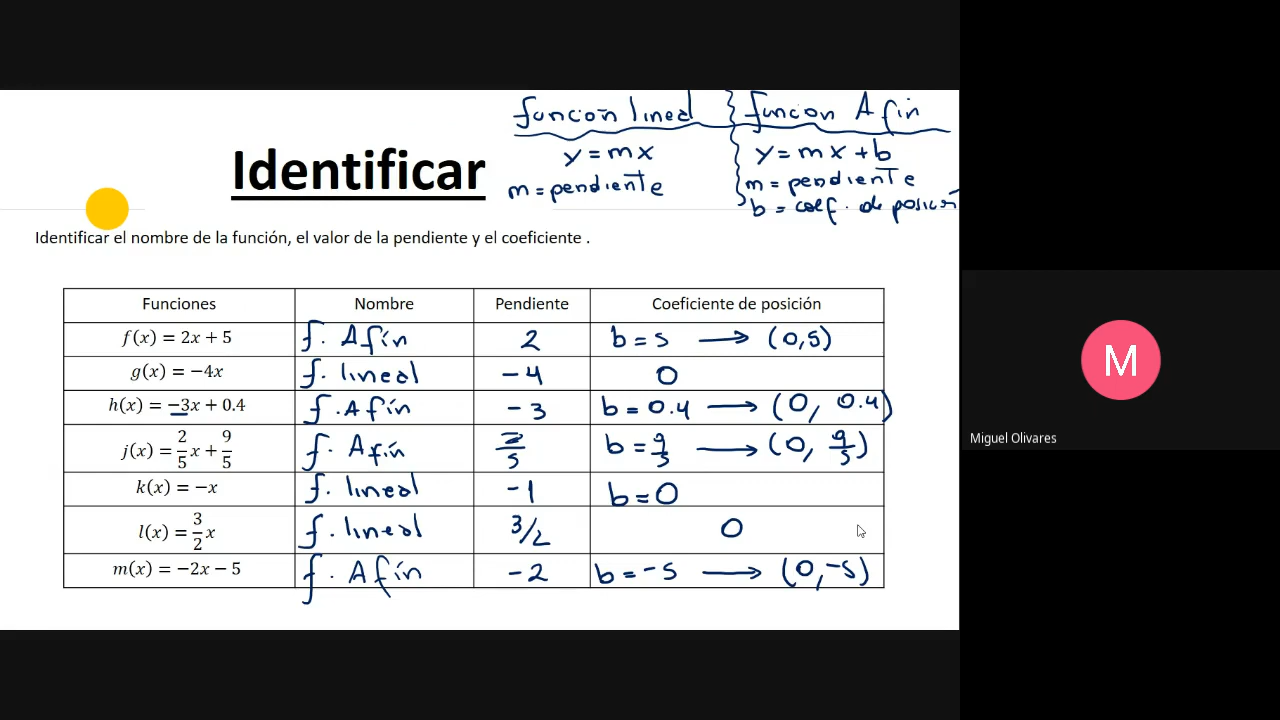 función lineal
función Afín
y = mx
y = mx + b
m = pendiente
m = pendiente
b = coef. de posición
Identificar
Identificar el nombre de la función, el valor de la pendiente y el coeficiente .
Funciones Nombre Pendiente Coeficiente de posición
f(x) = 2x + 5 f. Afín 2 b = 5 → (0,5)
g(x) = −4x f. lineal −4 0
h(x) = −3x + 0.4 f. Afín −3 b = 0.4 → (0, 0.4)
j(x) = 2/5 x + 9/5 f. Afín 2/5 b = 9/5 → (0, 9/5)
k(x) = −x f. lineal −1 b = 0
l(x) = 3/2 x f. lineal 3/2 0
m(x) = −2x − 5 f. Afín −2 b = −5 → (0,−5)
M
Miguel Olivares